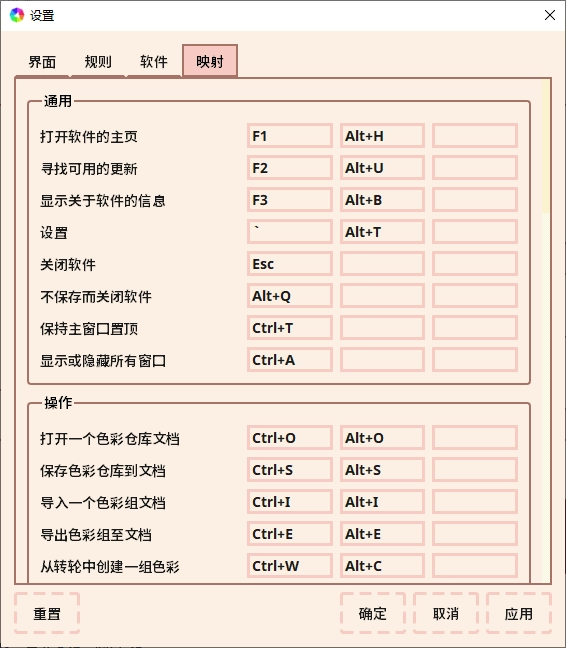 设置
界面 规则 软件 映射
通用
打开软件的主页 F1 Alt+H
寻找可用的更新 F2 Alt+U
显示关于软件的信息 F3 Alt+B
设置 ` Alt+T
关闭软件 Esc
不保存而关闭软件 Alt+Q
保持主窗口置顶 Ctrl+T
显示或隐藏所有窗口 Ctrl+A
操作
打开一个色彩仓库文档 Ctrl+O Alt+O
保存色彩仓库到文档 Ctrl+S Alt+S
导入一个色彩组文档 Ctrl+I Alt+I
导出色彩组至文档 Ctrl+E Alt+E
从转轮中创建一组色彩 Ctrl+W Alt+C
重置 确定 取消 应用